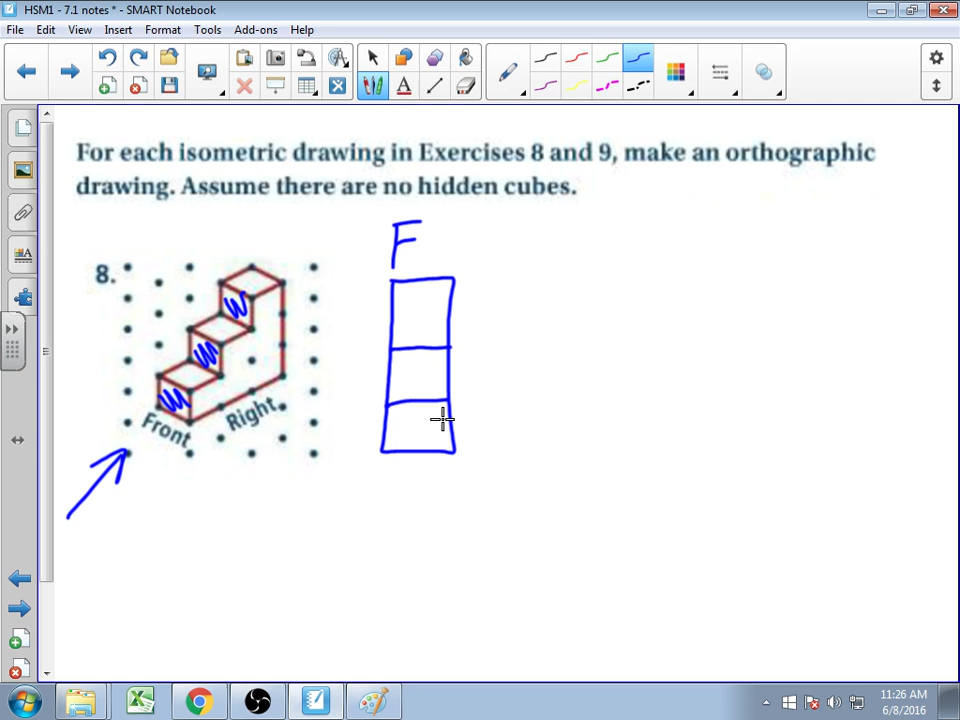 HSM1 - 7.1 notes * - SMART Notebook
File Edit View Insert Format Tools Add-ons Help
For each isometric drawing in Exercises 8 and 9, make an orthographic
drawing. Assume there are no hidden cubes.
F
8.
Front
Right
11:26 AM
6/8/2016